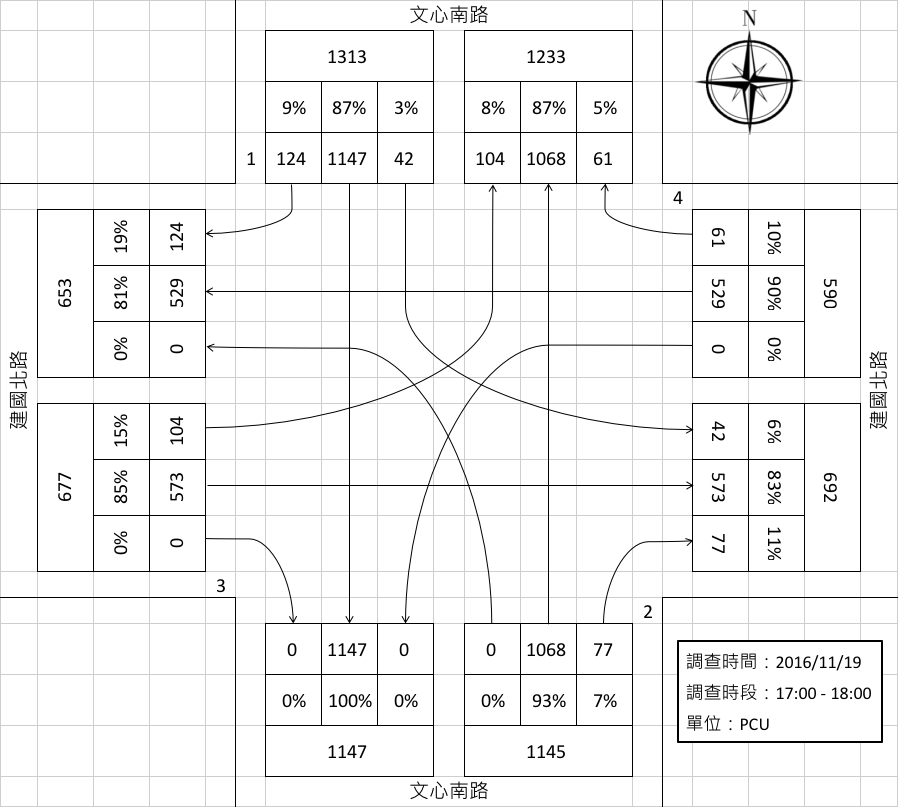 文心南路
N
1313
1233
9% 87% 3%
8% 87% 5%
1
124 1147 42
104 1068 61
4
653
19% 124
81% 529
0% 0
61 10%
529 90%
0 0%
590
建國北路
建國北路
677
15% 104
85% 573
0% 0
42 6%
573 83%
77 11%
692
3
2
0 1147 0
0 1068 77
0% 100% 0%
0% 93% 7%
1147
1145
文心南路
調查時間：2016/11/19
調查時段：17:00 - 18:00
單位：PCU